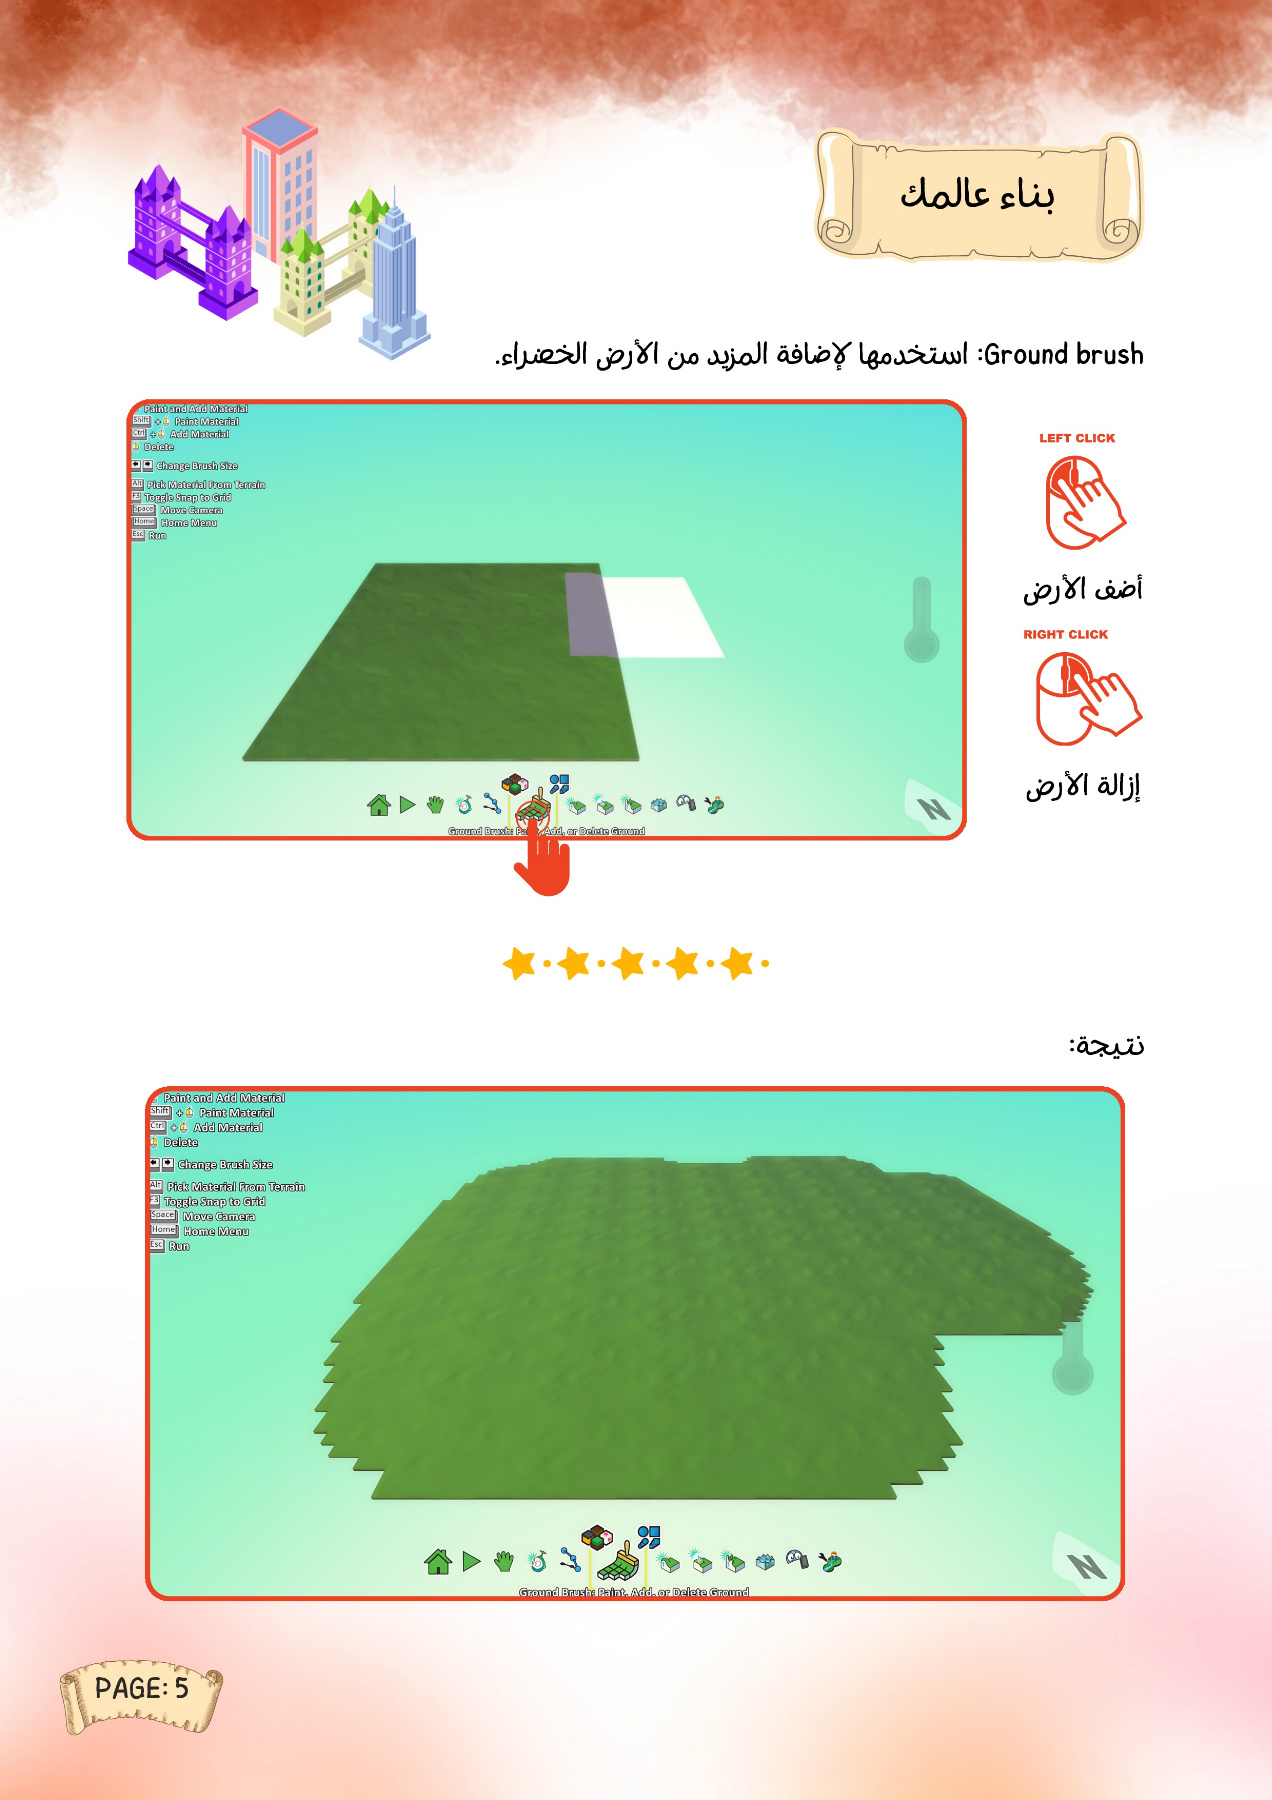 بناء عالمك
Ground brush: استخدمها لإضافة المزيد من الأرض الخضراء.
Paint and Add Material
Shift + Paint Material
Ctrl + Add Material
Delete
Change Brush Size
Alt Pick Material From Terrain
F3 Toggle Snap to Grid
Space Move Camera
Home Home Menu
Esc Run
N
Ground Brush: Add, or Delete Ground
LEFT CLICK
أضف الأرض
RIGHT CLICK
إزالة الأرض
نتيجة:
Paint and Add Material
Shift + Paint Material
Ctrl + Add Material
Delete
Change Brush Size
Alt Pick Material From Terrain
F3 Toggle Snap to Grid
Space Move Camera
Home Home Menu
Esc Run
N
Ground Brush: Paint, Add, or Delete Ground
PAGE: 5